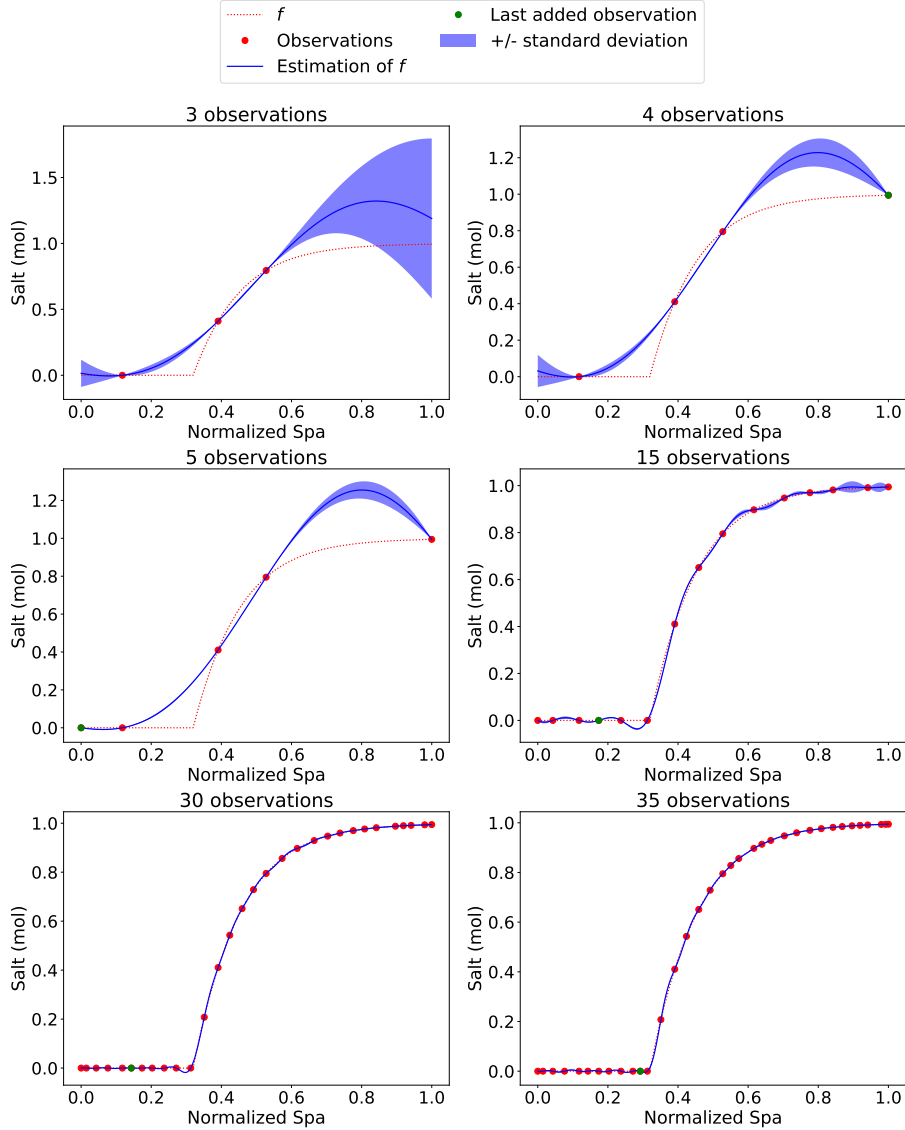 f
Observations
Estimation of f
Last added observation
+/- standard deviation
3 observations
Salt (mol)
1.5
1.0
0.5
0.0
0.0 0.2 0.4 0.6 0.8 1.0
Normalized Spa
4 observations
Salt (mol)
1.2
1.0
0.8
0.6
0.4
0.2
0.0
0.0 0.2 0.4 0.6 0.8 1.0
Normalized Spa
5 observations
Salt (mol)
1.2
1.0
0.8
0.6
0.4
0.2
0.0
0.0 0.2 0.4 0.6 0.8 1.0
Normalized Spa
15 observations
Salt (mol)
1.0
0.8
0.6
0.4
0.2
0.0
0.0 0.2 0.4 0.6 0.8 1.0
Normalized Spa
30 observations
Salt (mol)
1.0
0.8
0.6
0.4
0.2
0.0
0.0 0.2 0.4 0.6 0.8 1.0
Normalized Spa
35 observations
Salt (mol)
1.0
0.8
0.6
0.4
0.2
0.0
0.0 0.2 0.4 0.6 0.8 1.0
Normalized Spa